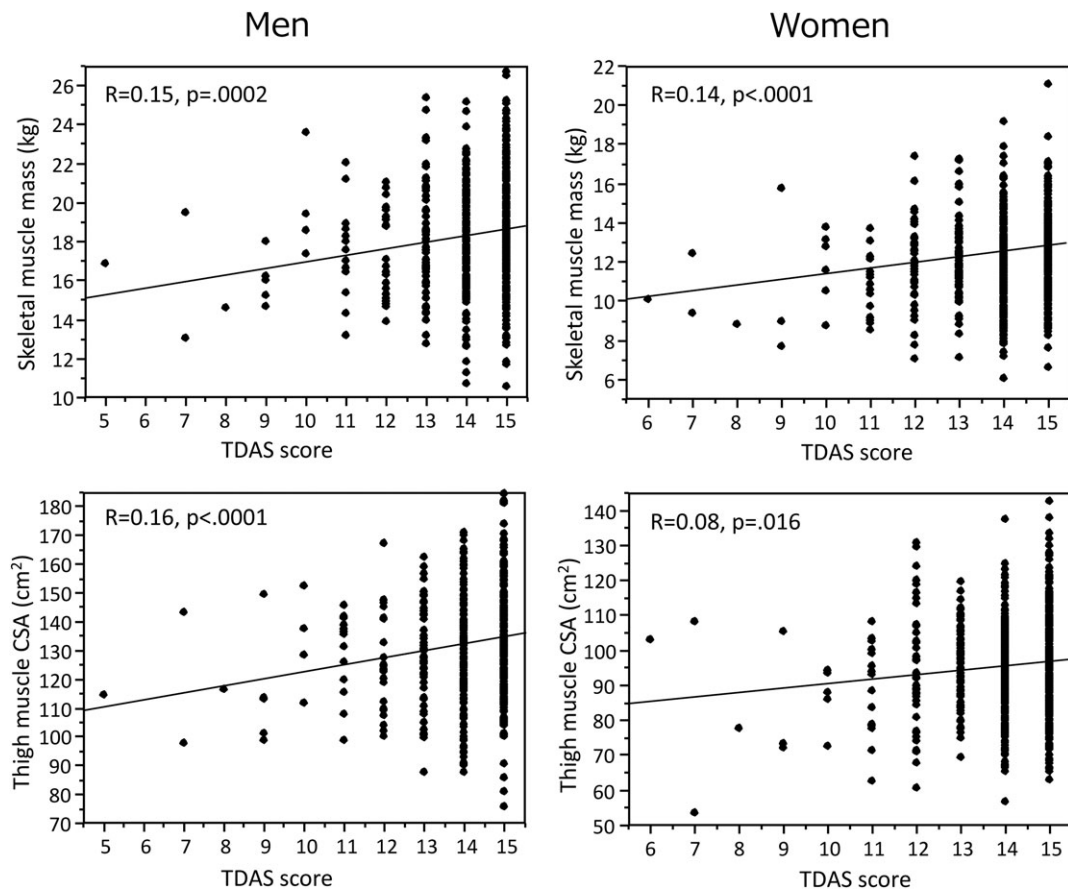 Men
Women
R=0.15, p=.0002
Skeletal muscle mass (kg)
26
24
22
20
18
16
14
12
10
5 6 7 8 9 10 11 12 13 14 15
TDAS score
R=0.14, p<.0001
Skeletal muscle mass (kg)
22
20
18
16
14
12
10
8
6
6 7 8 9 10 11 12 13 14 15
TDAS score
R=0.16, p<.0001
Thigh muscle CSA (cm²)
180
170
160
150
140
130
120
110
100
90
80
70
5 6 7 8 9 10 11 12 13 14 15
TDAS score
R=0.08, p=.016
Thigh muscle CSA (cm²)
140
130
120
110
100
90
80
70
60
50
6 7 8 9 10 11 12 13 14 15
TDAS score